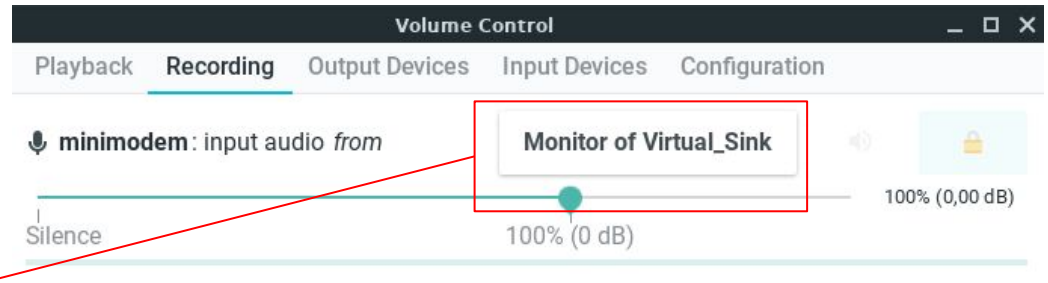 Volume Control
Playback Recording Output Devices Input Devices Configuration
minimodem: input audio from Monitor of Virtual_Sink
100% (0,00 dB)
Silence 100% (0 dB)